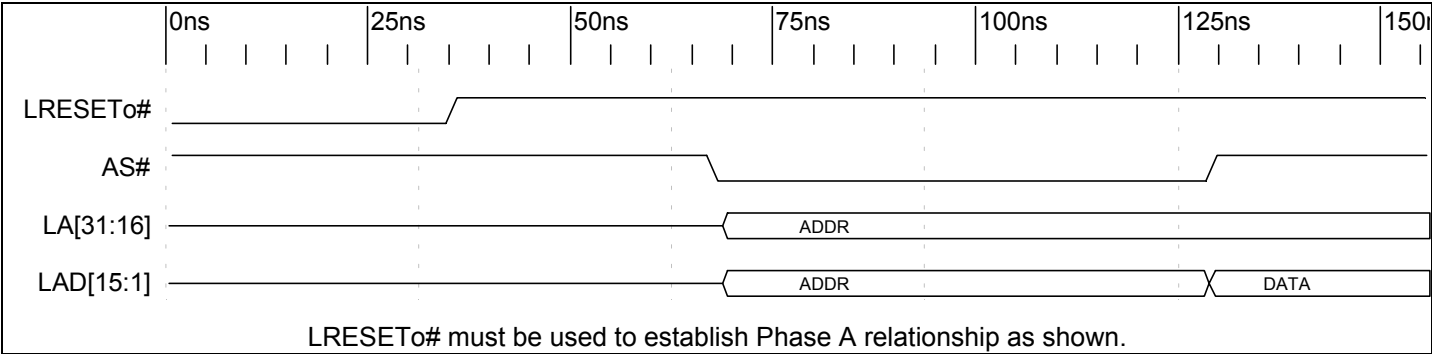 0ns 25ns 50ns 75ns 100ns 125ns
LRESETo#
AS#
LA[31:16] ADDR
LAD[15:1] ADDR DATA
LRESETo# must be used to establish Phase A relationship as shown.